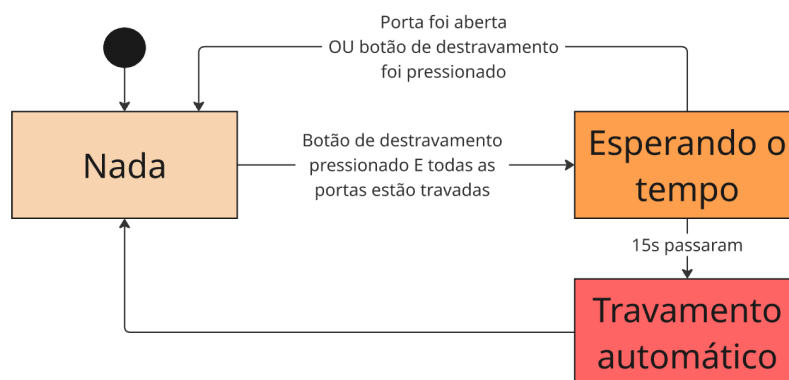 Porta foi aberta
OU botão de destravamento
foi pressionado
Nada
Botão de destravamento
pressionado E todas as
portas estão travadas
Esperando o
tempo
15s passaram
Travamento
automático